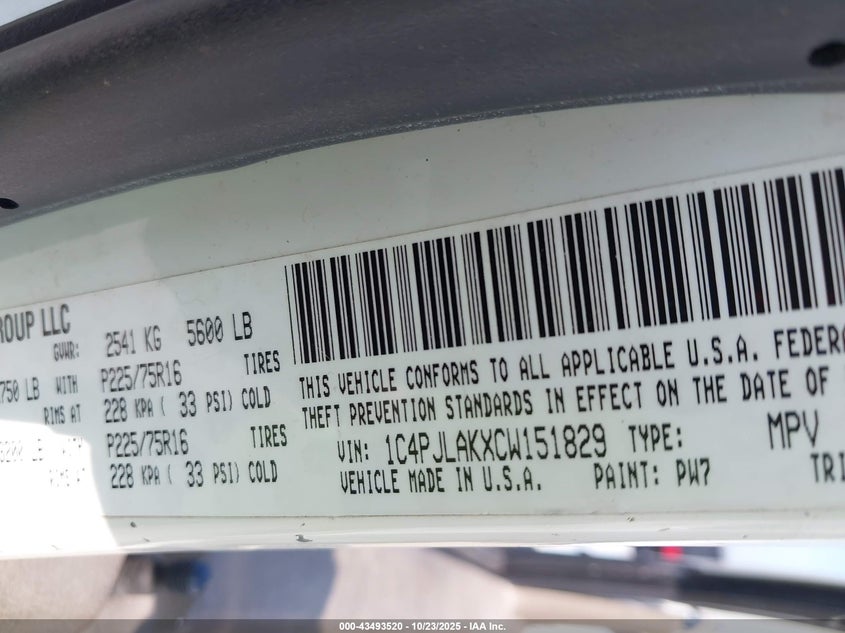 ROUP LLC
GVWR: 2541 KG 5600 LB
750 LB WITH P225/75R16 TIRES
RIMS AT 228 KPA ( 33 PSI) COLD
LB P225/75R16 TIRES
228 KPA ( 33 PSI) COLD
THIS VEHICLE CONFORMS TO ALL APPLICABLE U.S.A. FEDERA
THEFT PREVENTION STANDARDS IN EFFECT ON THE DATE OF
VIN: 1C4PJLAKXCW151829 TYPE: MPV
VEHICLE MADE IN U.S.A. PAINT: PW7 TRI
000-43493520 - 10/23/2025 - IAA Inc.